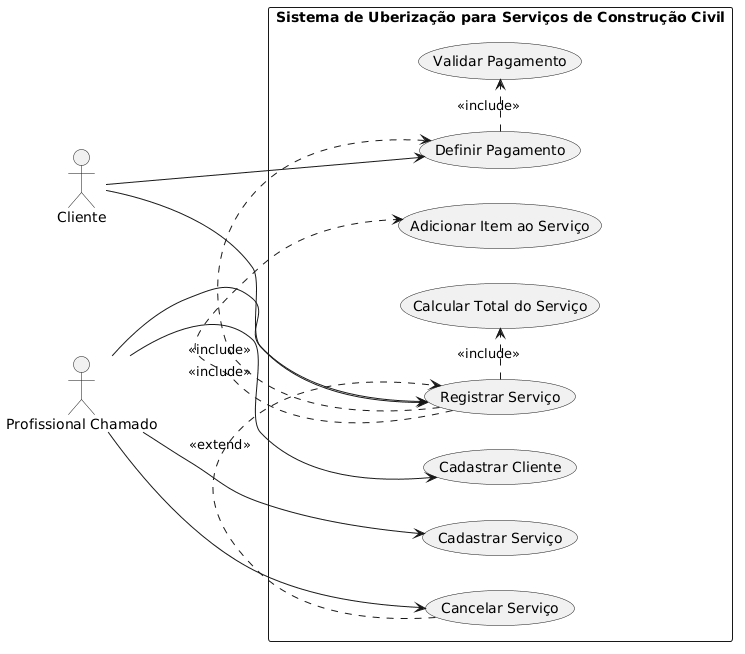 Sistema de Uberização para Serviços de Construção Civil
Validar Pagamento
«include»
Definir Pagamento
Cliente
Adicionar Item ao Serviço
Calcular Total do Serviço
«include»
«include»
«include»
Registrar Serviço
Profissional Chamado
«extend»
Cadastrar Cliente
Cadastrar Serviço
Cancelar Serviço